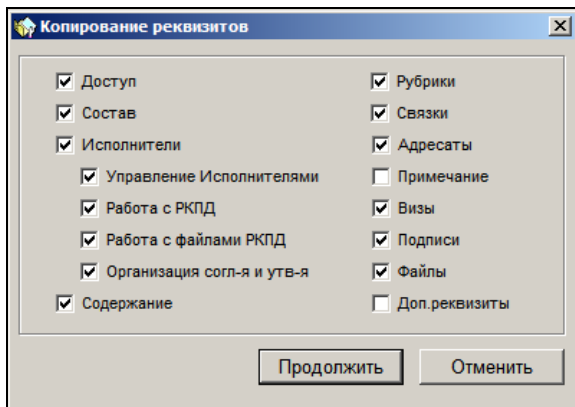 Копирование реквизитов
Доступ
Состав
Исполнители
Управление Исполнителями
Работа с РКПД
Работа с файлами РКПД
Организация согл-я и утв-я
Содержание
Рубрики
Связки
Адресаты
Примечание
Визы
Подписи
Файлы
Доп.реквизиты
Продолжить
Отменить